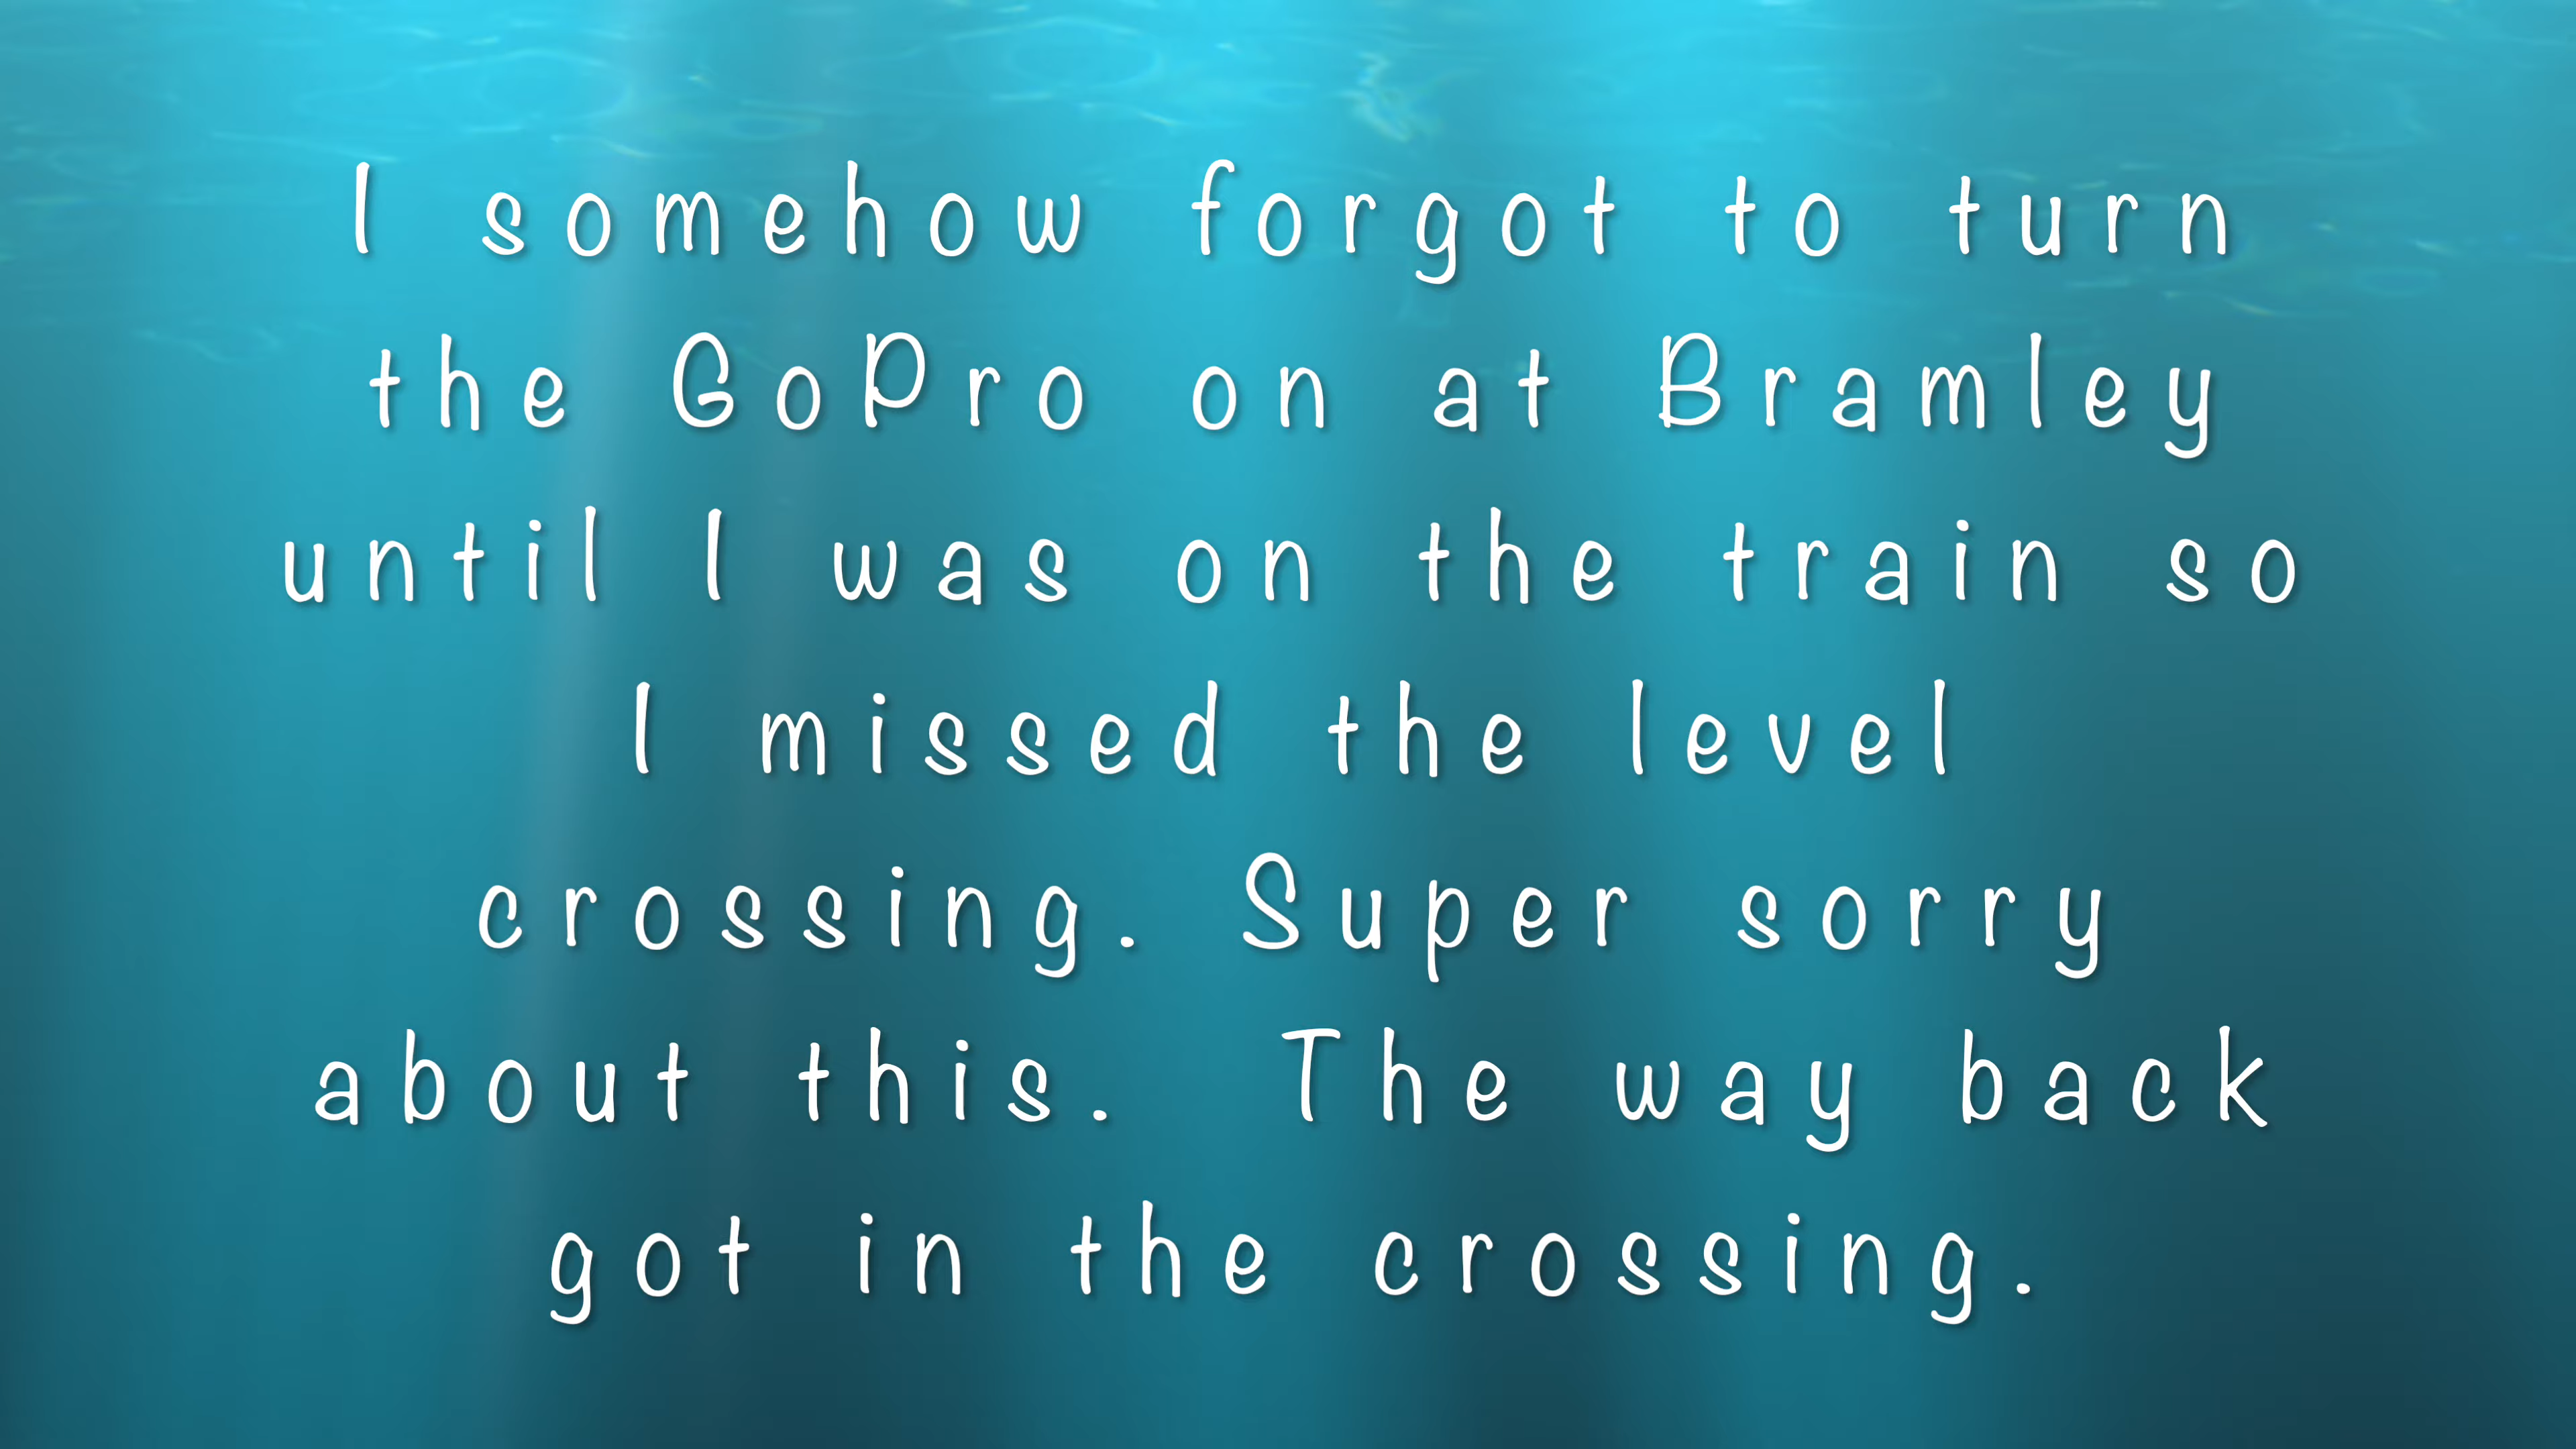 I somehow forgot to turn
the GoPro on at Bramley
until I was on the train so
I missed the level
crossing. Super sorry
about this. The way back
got in the crossing.